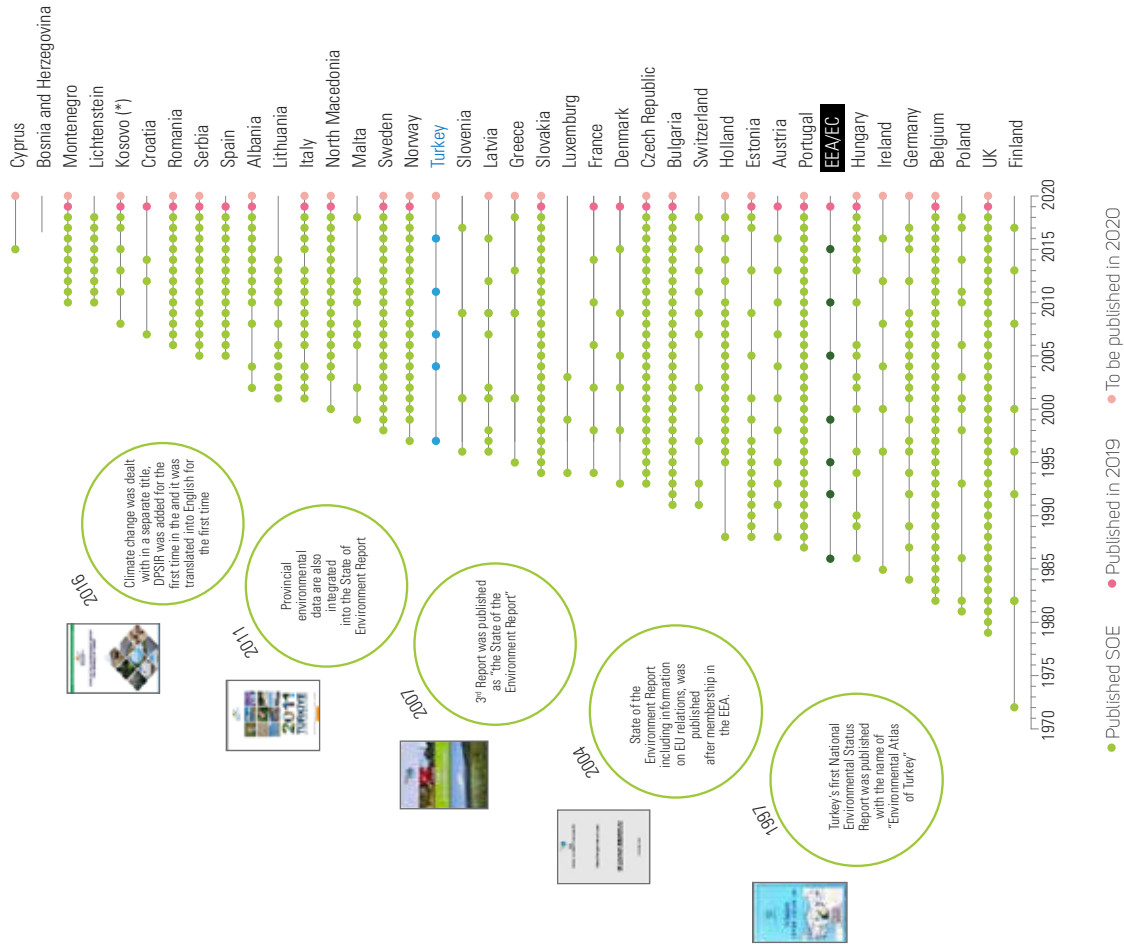 2016
Climate change was dealt
with in a separate title,
DPSIR was added for the
first time in the and it was
translated into English for
the first time
2011
Provincial
environmental
data are also
integrated
into the State of
Environment Report
2007
3rd Report was published
as "the State of the
Environment Report"
2004
State of the
Environment Report
including information
on EU relations, was
published
after membership in
the EEA.
1997
Turkey's first National
Environmental Status
Report was published
with the name of
"Environmental Atlas
of Turkey"
2011
TÜRKİYE
Cyprus
Bosnia and Herzegovina
Montenegro
Lichtenstein
Kosovo (*)
Croatia
Romania
Serbia
Spain
Albania
Lithuania
Italy
North Macedonia
Malta
Sweden
Norway
Turkey
Slovenia
Latvia
Greece
Slovakia
Luxemburg
France
Denmark
Czech Republic
Bulgaria
Switzerland
Holland
Estonia
Austria
Portugal
EEA/EC
Hungary
Ireland
Germany
Belgium
Poland
UK
Finland
1970 1975 1980 1985 1990 1995 2000 2005 2010 2015 2020
Published SOE Published in 2019 To be published in 2020